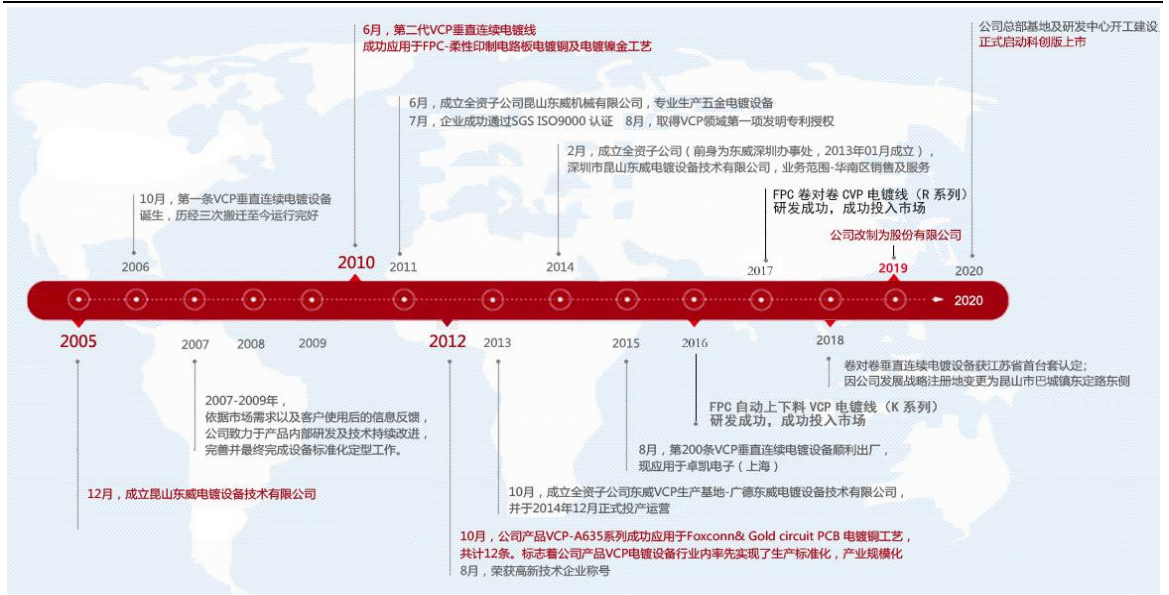 6月，第二代VCP垂直连续电镀线
成功应用于FPC-柔性印制电路板电镀铜及电镀镍金工艺
公司总部基地及研发中心开工建设
正式启动科创版上市
6月，成立全资子公司昆山东威机械有限公司，专业生产五金电镀设备
7月，企业成功通过SGS ISO9000 认证 8月，取得VCP领域第一项发明专利授权
2月，成立全资子公司（前身为东威深圳办事处，2013年01月成立），
深圳市昆山东威电镀设备技术有限公司，业务范围-华南区销售及服务
10月，第一条VCP垂直连续电镀设备
诞生，历经三次搬迁至今运行完好
FPC 卷对卷 CVP 电镀线（R 系列）
研发成功，成功投入市场
公司改制为股份有限公司
2006
2010
2011
2014
2017
2019
2020
2020
2005
2007
2008
2009
2012
2013
2015
2016
2018
卷对卷垂直连续电镀设备获江苏省首台套认定;
因公司发展战略注册地变更为昆山市巴城镇东定路东侧
2007-2009年，
依据市场需求以及客户使用后的信息反馈，
公司致力于产品内部研发及技术持续改进，
完善并最终完成设备标准化定型工作。
FPC 自动上下料 VCP 电镀线（K 系列）
研发成功，成功投入市场
8月，第200条VCP垂直连续电镀设备顺利出厂，
现应用于卓凯电子（上海）
12月，成立昆山东威电镀设备技术有限公司
10月，成立全资子公司东威VCP生产基地-广德东威电镀设备技术有限公司，
并于2014年12月正式投产运营
10月，公司产品VCP-A635系列成功应用于Foxconn& Gold circuit PCB 电镀铜工艺，
共计12条。标志着公司产品VCP电镀设备行业内率先实现了生产标准化，产业规模化
8月，荣获高新技术企业称号